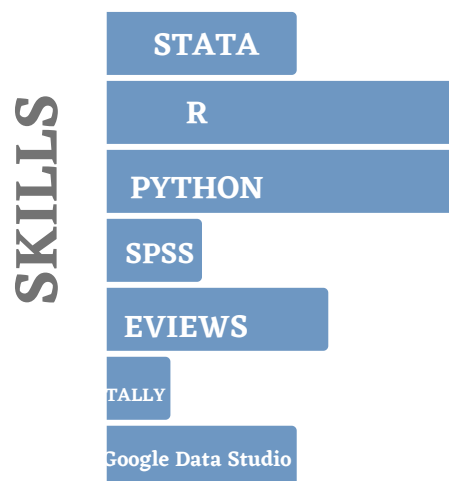 SKILLS
STATA
R
PYTHON
SPSS
EVIEWS
TALLY
Google Data Studio